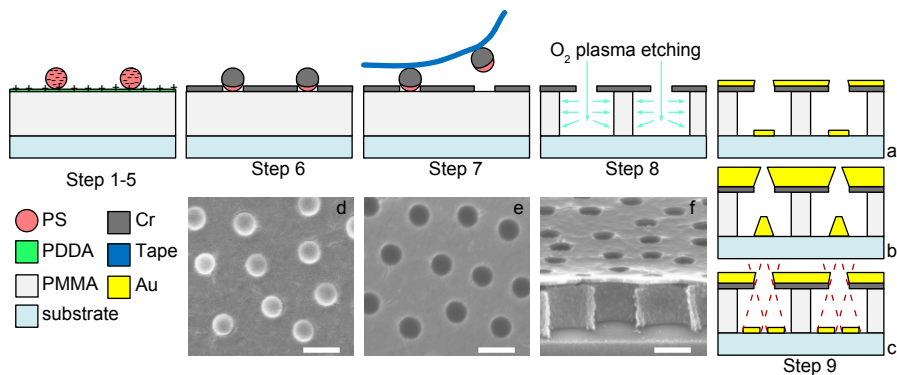 O₂ plasma etching
Step 1-5
Step 6
Step 7
Step 8
a
b
c
Step 9
PS
Cr
PDDA
Tape
PMMA
Au
substrate
d
e
f